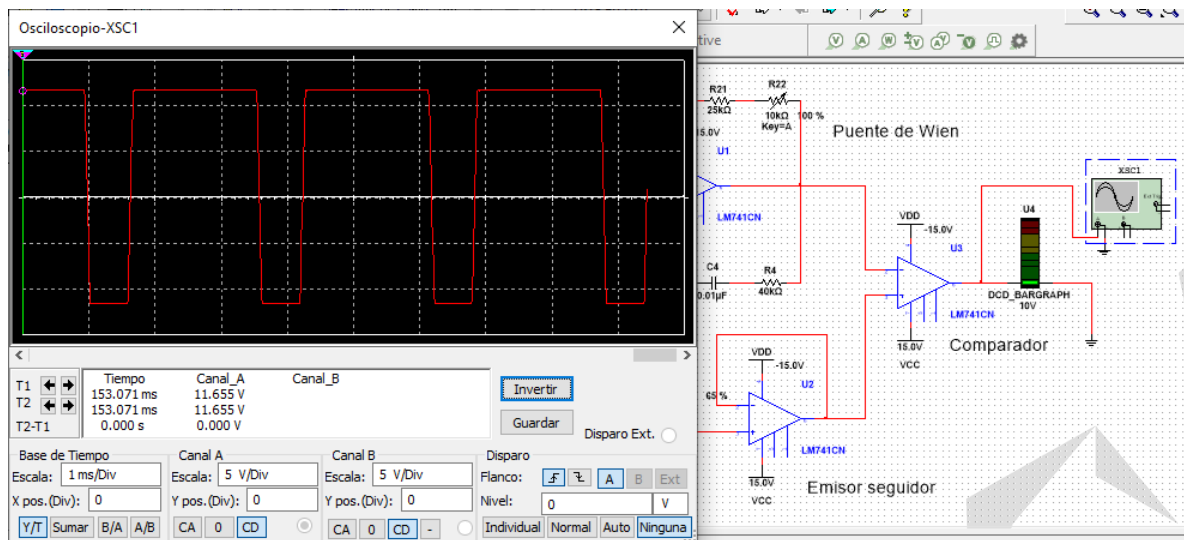 Osciloscopio-XSC1
Tiempo Canal_A Canal_B
T1 153.071 ms 11.655 V
T2 153.071 ms 11.655 V
T2-T1 0.000 s 0.000 V
Invertir
Guardar
Disparo Ext.
Base de Tiempo
Escala: 1 ms/Div
X pos.(Div): 0
Y/T Sumar B/A A/B
Canal A
Escala: 5 V/Div
Y pos.(Div): 0
CA 0 CD
Canal B
Escala: 5 V/Div
Y pos.(Div): 0
CA 0 CD -
Disparo
Flanco: A B Ext
Nivel: 0 V
Individual Normal Auto Ninguna
R21
25kΩ
R22
10kΩ 100 %
Key=A
Puente de Wien
U1
LM741CN
C4
R4
40kΩ
VDD
-15.0V
U3
LM741CN
15.0V
VCC
Comparador
U4
DCD_BARGRAPH
10V
XSC1
VDD
-15.0V
65 %
U2
LM741CN
15.0V
VCC
Emisor seguidor